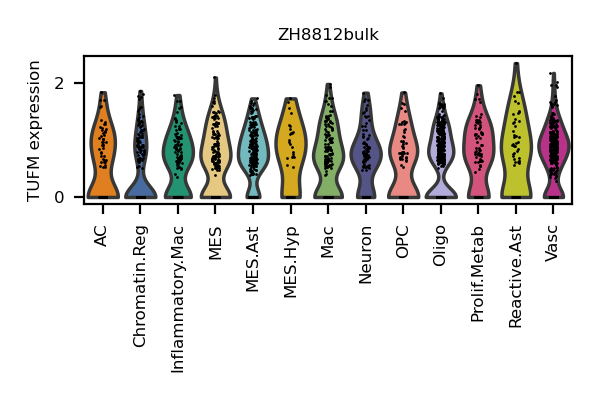 ZH8812bulk
TUFM expression
2
0
AC
Chromatin.Reg
Inflammatory.Mac
MES
MES.Ast
MES.Hyp
Mac
Neuron
OPC
Oligo
Prolif.Metab
Reactive.Ast
Vasc